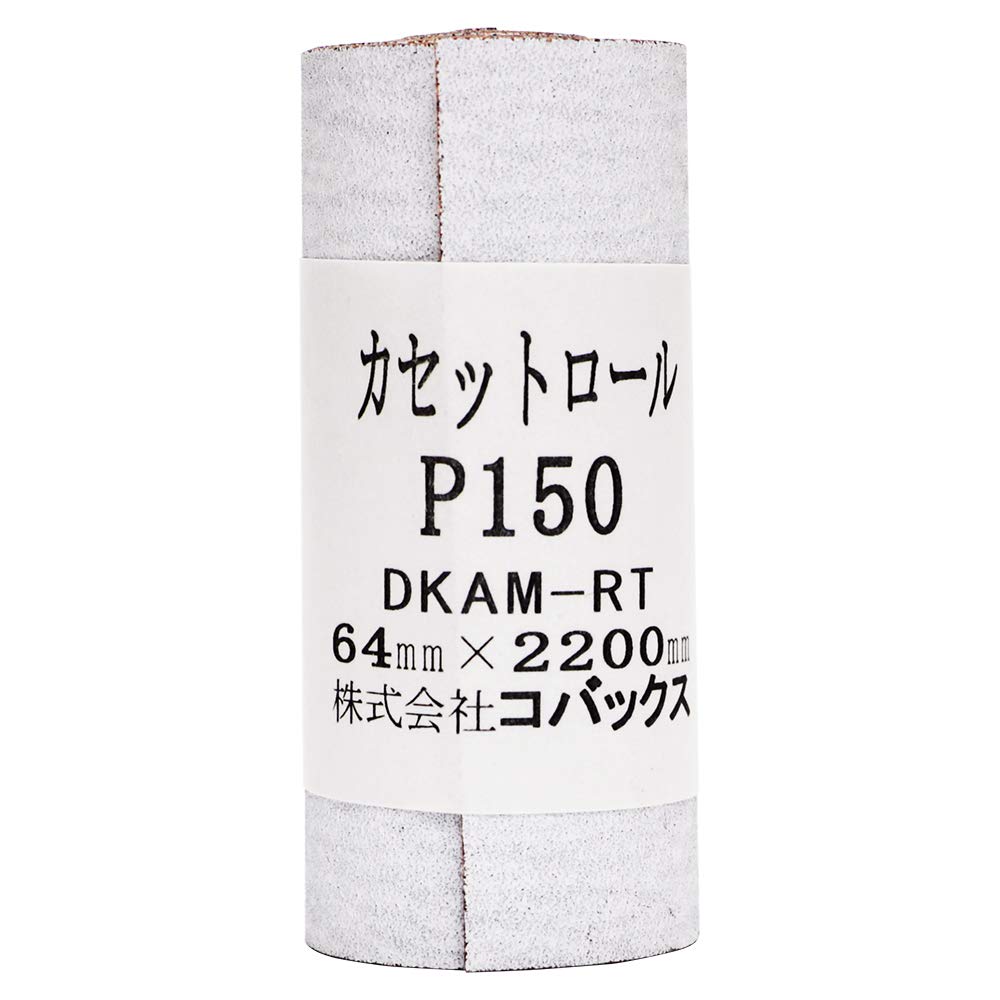 カセットロール
P150
DKAM-RT
64mm×2200mm
株式会社コバックス